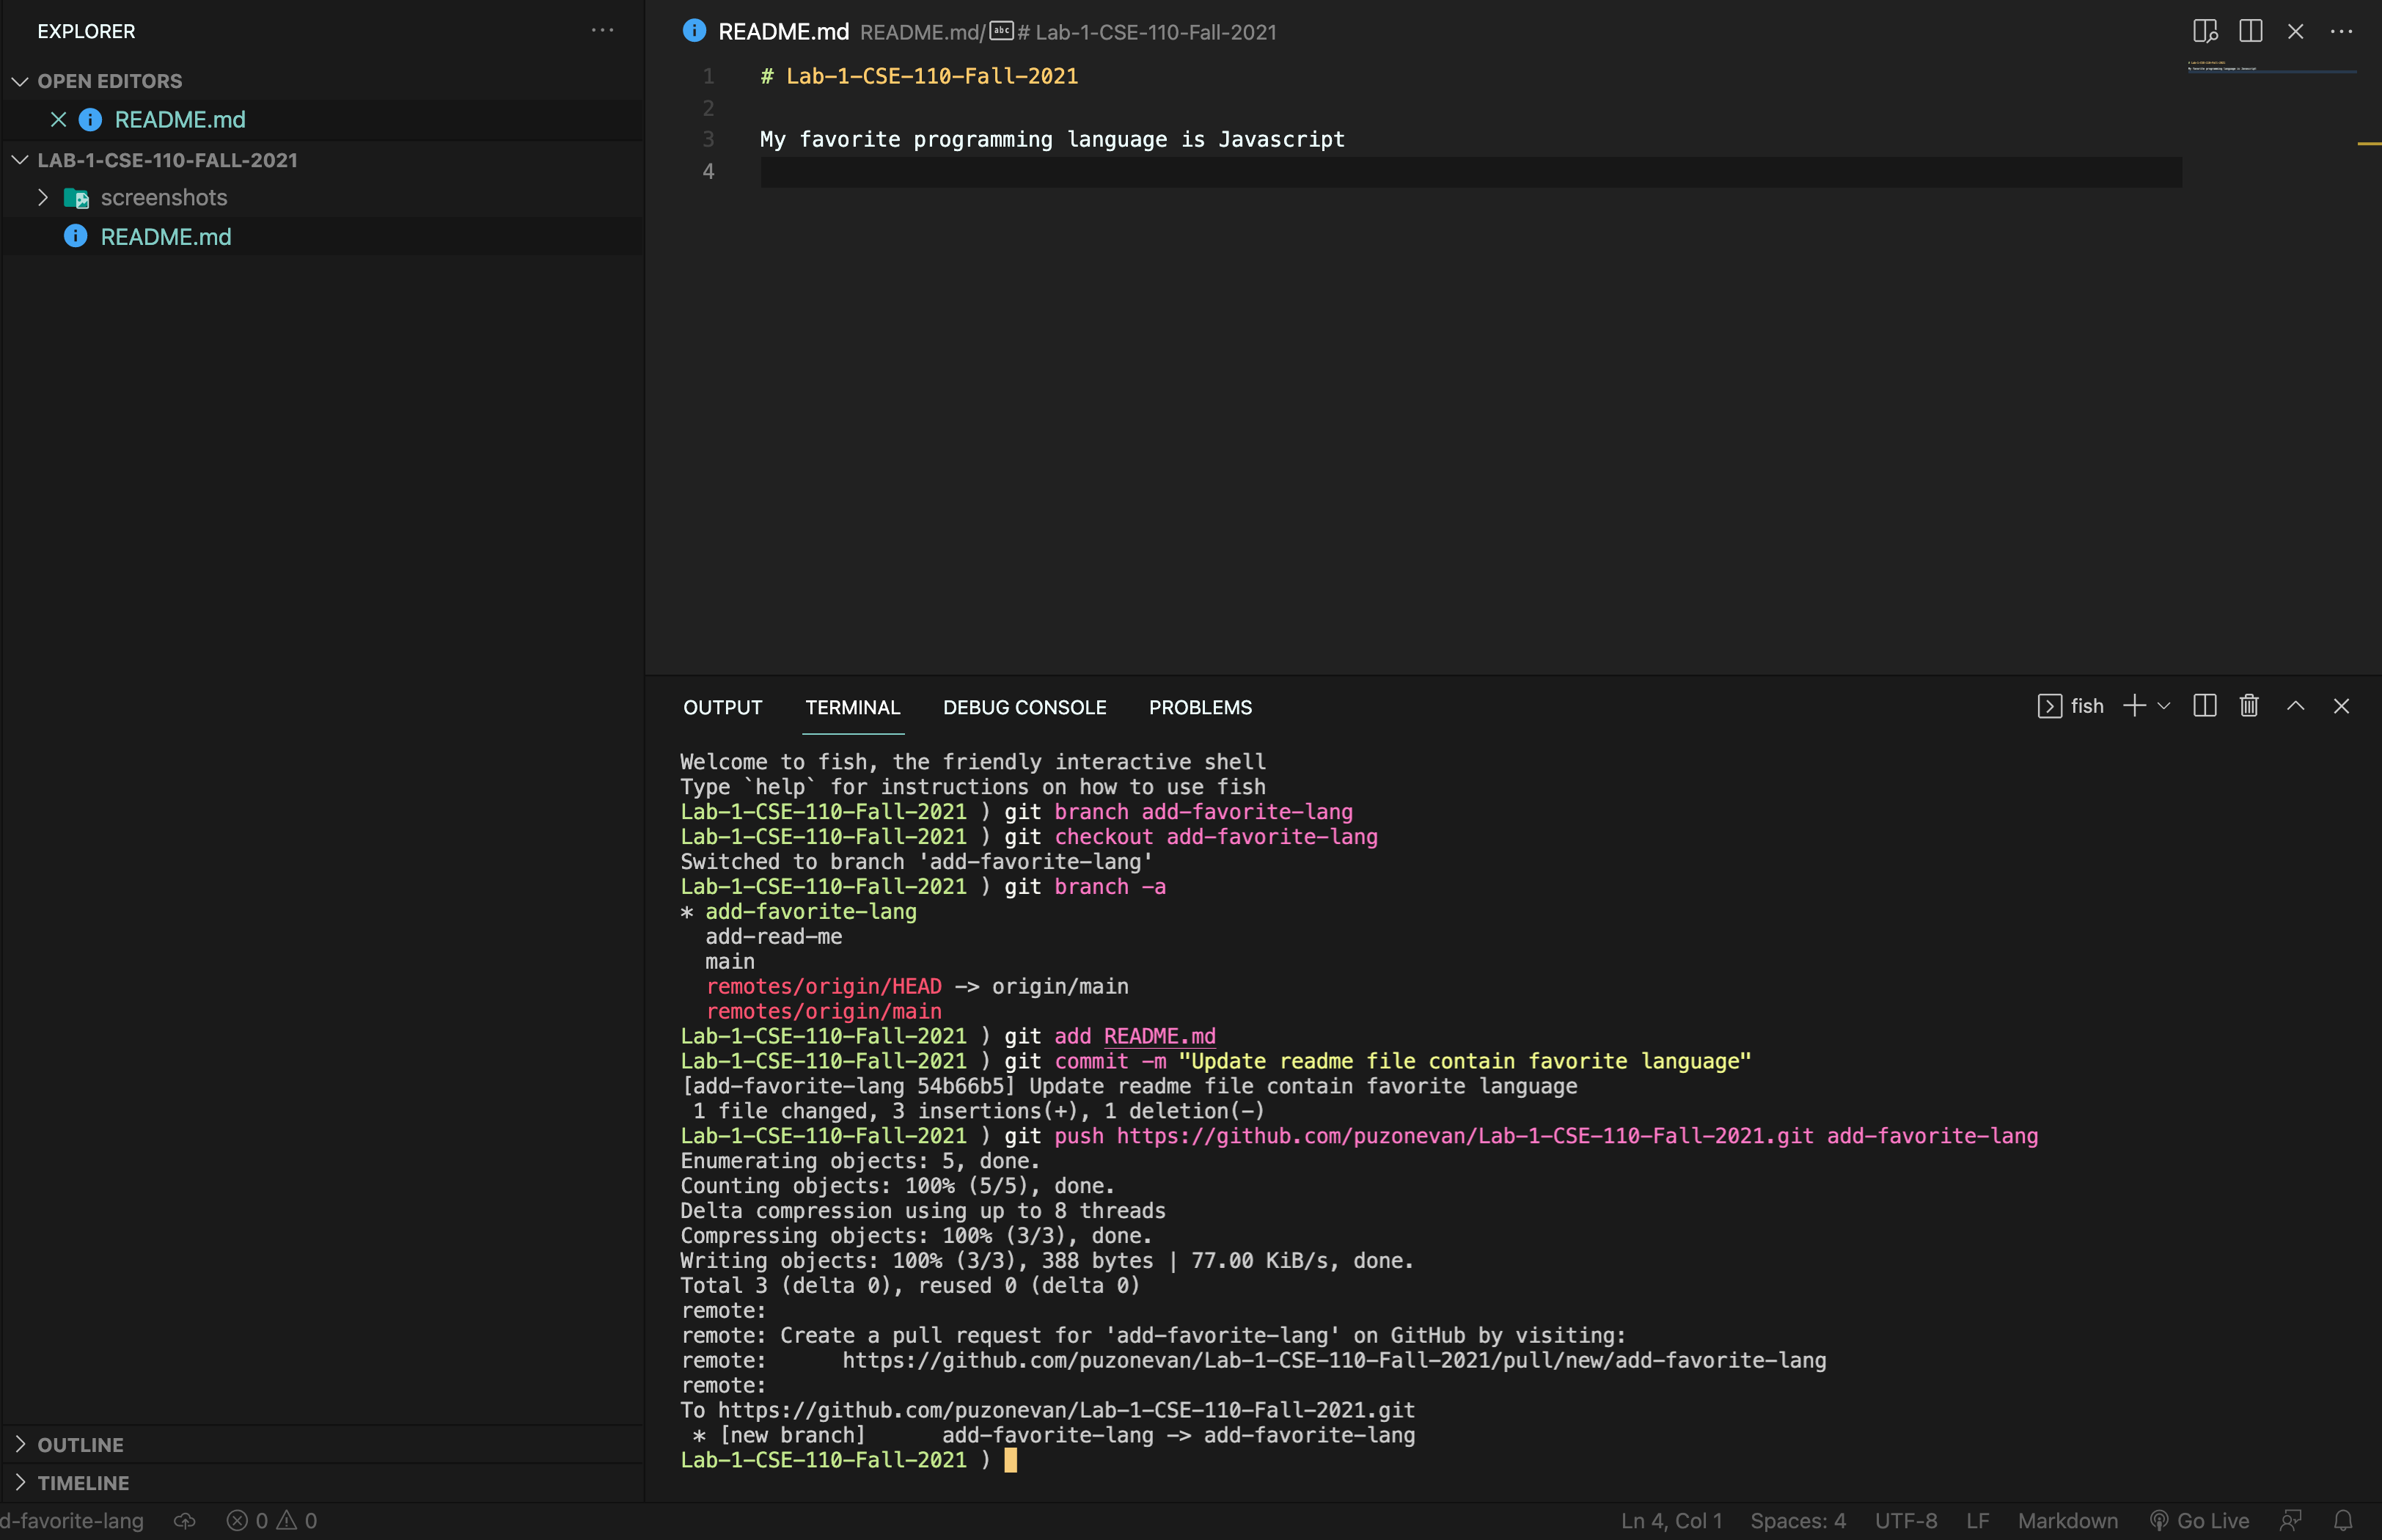 EXPLORER
OPEN EDITORS
README.md
LAB-1-CSE-110-FALL-2021
screenshots
README.md
OUTLINE
TIMELINE
README.md README.md/abc# Lab-1-CSE-110-Fall-2021
1 # Lab-1-CSE-110-Fall-2021
2
3 My favorite programming language is Javascript
4
OUTPUT TERMINAL DEBUG CONSOLE PROBLEMS fish
Welcome to fish, the friendly interactive shell
Type `help` for instructions on how to use fish
Lab-1-CSE-110-Fall-2021 ) git branch add-favorite-lang
Lab-1-CSE-110-Fall-2021 ) git checkout add-favorite-lang
Switched to branch 'add-favorite-lang'
Lab-1-CSE-110-Fall-2021 ) git branch -a
* add-favorite-lang
add-read-me
main
remotes/origin/HEAD -> origin/main
remotes/origin/main
Lab-1-CSE-110-Fall-2021 ) git add README.md
Lab-1-CSE-110-Fall-2021 ) git commit -m "Update readme file contain favorite language"
[add-favorite-lang 54b66b5] Update readme file contain favorite language
1 file changed, 3 insertions(+), 1 deletion(-)
Lab-1-CSE-110-Fall-2021 ) git push https://github.com/puzonevan/Lab-1-CSE-110-Fall-2021.git add-favorite-lang
Enumerating objects: 5, done.
Counting objects: 100% (5/5), done.
Delta compression using up to 8 threads
Compressing objects: 100% (3/3), done.
Writing objects: 100% (3/3), 388 bytes | 77.00 KiB/s, done.
Total 3 (delta 0), reused 0 (delta 0)
remote:
remote: Create a pull request for 'add-favorite-lang' on GitHub by visiting:
remote: https://github.com/puzonevan/Lab-1-CSE-110-Fall-2021/pull/new/add-favorite-lang
remote:
To https://github.com/puzonevan/Lab-1-CSE-110-Fall-2021.git
* [new branch] add-favorite-lang -> add-favorite-lang
Lab-1-CSE-110-Fall-2021 )
d-favorite-lang 0 0 Ln 4, Col 1 Spaces: 4 UTF-8 LF Markdown Go Live